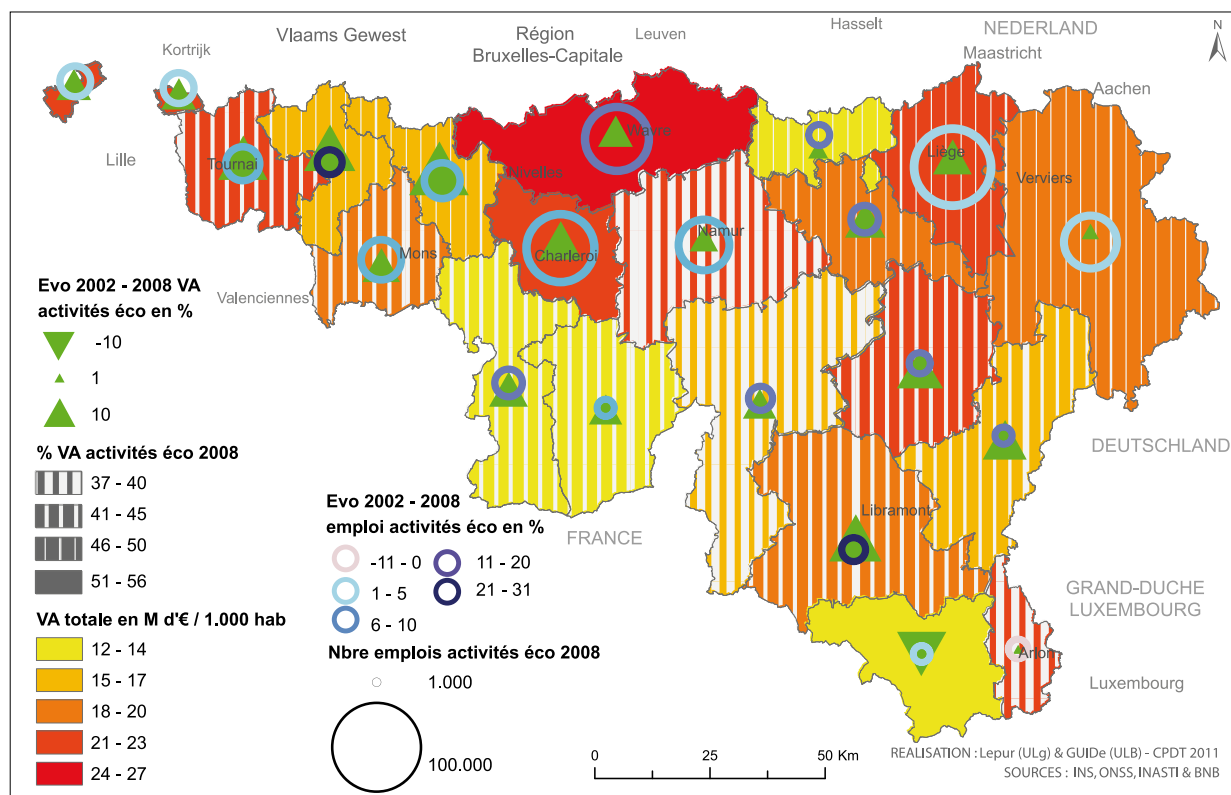 NEDERLAND
Hasselt
N
Leuven
Région
Bruxelles-Capitale
Vlaams Gewest
Kortrijk
Maastricht
Aachen
Wavre
Liège
Lille
Tournai
Verviers
Nivelles
Namur
Mons
Charleroi
Valenciennes
DEUTSCHLAND
Libramont
FRANCE
GRAND-DUCHE
LUXEMBOURG
Arlon
Luxembourg
Evo 2002 - 2008 VA
activités éco en %
-10
1
10
% VA activités éco 2008
37 - 40
41 - 45
46 - 50
51 - 56
VA totale en M d'€ / 1.000 hab
12 - 14
15 - 17
18 - 20
21 - 23
24 - 27
Evo 2002 - 2008
emploi activités éco en %
-11 - 0
11 - 20
1 - 5
21 - 31
6 - 10
Nbre emplois activités éco 2008
1.000
100.000
0 25 50 Km
REALISATION : Lepur (ULg) & GUIDe (ULB) - CPDT 2011
SOURCES : INS, ONSS, INASTI & BNB